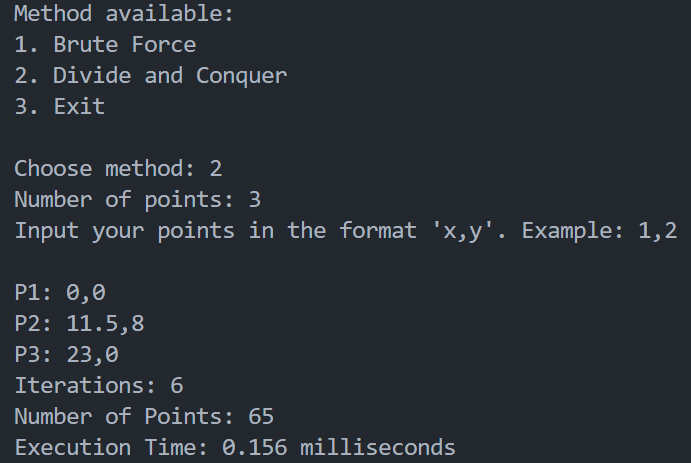 Method available:
1. Brute Force
2. Divide and Conquer
3. Exit
Choose method: 2
Number of points: 3
Input your points in the format 'x,y'. Example: 1,2
P1: 0,0
P2: 11.5,8
P3: 23,0
Iterations: 6
Number of Points: 65
Execution Time: 0.156 milliseconds